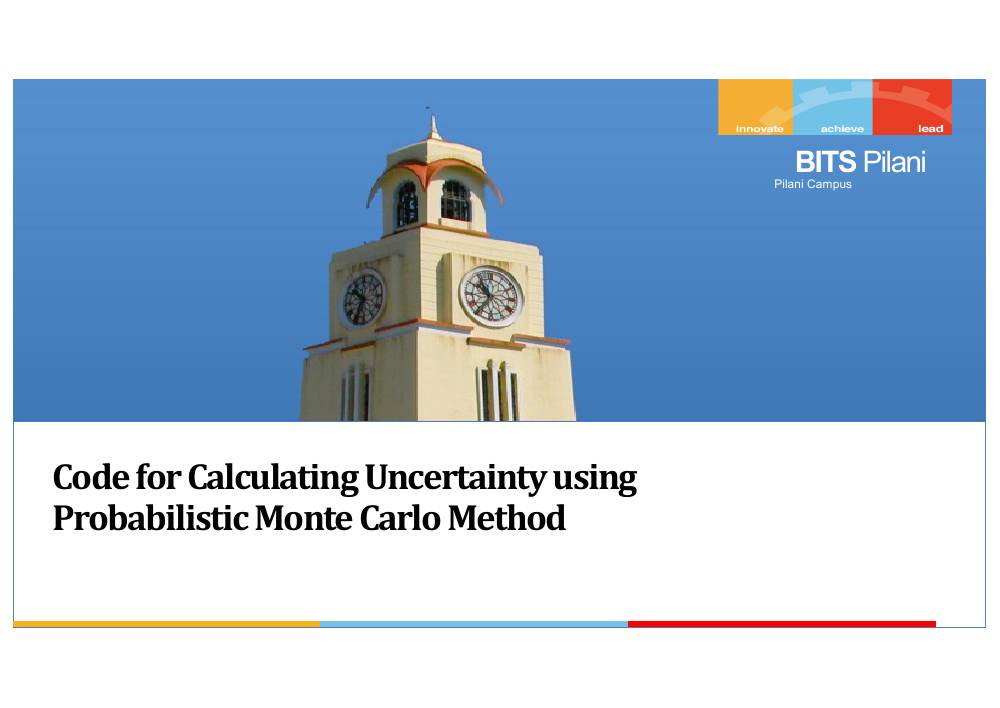 innovate achieve lead
BITS Pilani
Pilani Campus
Code for Calculating Uncertainty using
Probabilistic Monte Carlo Method